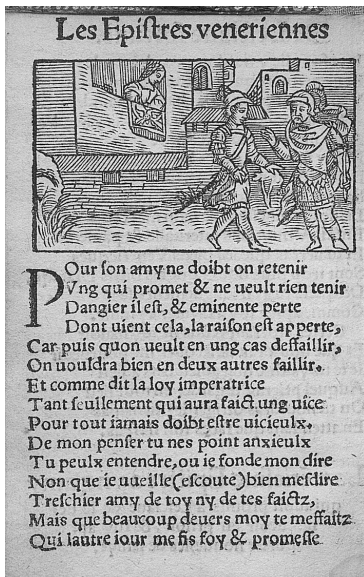 Les Epistres veneriennes
POur son amy ne doibt on retenir
Vng qui promet & ne ueult rien tenir
Dangier il est, & eminente perte
Dont uient cela, la raison est apperte,
Car puis quon ueult en ung cas deffaillir,
On uouldra bien en deux autres faillir.
Et comme dit la loy imperatrice
Tant seullement qui aura faict ung uice
Pour tout iamais doibt estre uicieulx,
De mon penser tu nes point anxieulx
Tu peulx entendre, ou ie fonde mon dire
Non que ie uueille (escoute) bien mesdire
Treschier amy de toy ny de tes faictz,
Mais que beaucoup deuers moy te meffaitz
Qui lautre iour me fis foy & promesse